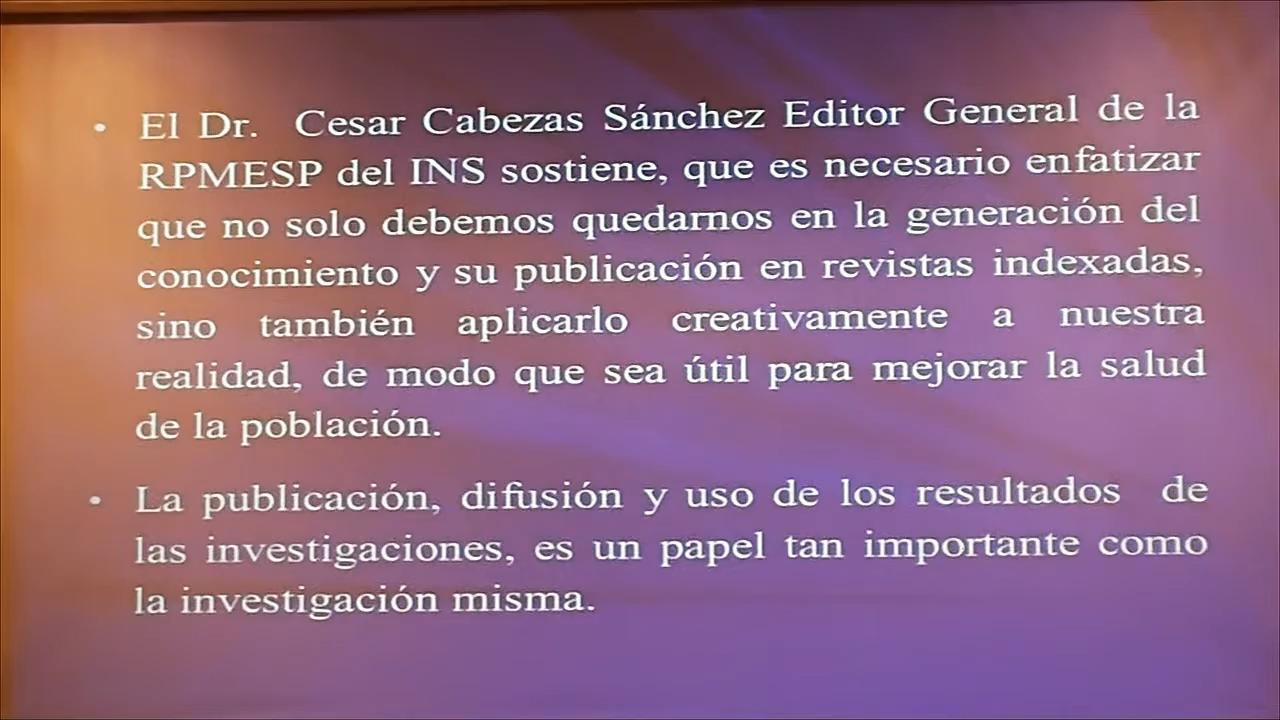 • El Dr. Cesar Cabezas Sánchez Editor General de la
RPMESP del INS sostiene, que es necesario enfatizar
que no solo debemos quedarnos en la generación del
conocimiento y su publicación en revistas indexadas,
sino también aplicarlo creativamente a nuestra
realidad, de modo que sea útil para mejorar la salud
de la población.
• La publicación, difusión y uso de los resultados de
las investigaciones, es un papel tan importante como
la investigación misma.